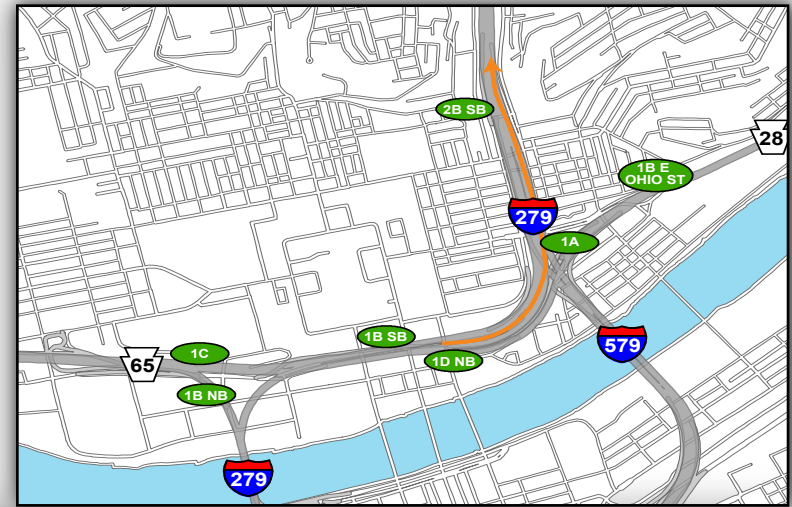 2B SB
28
1B E
OHIO ST
279
1A
1B SB
579
1C
1D NB
65
1B NB
279